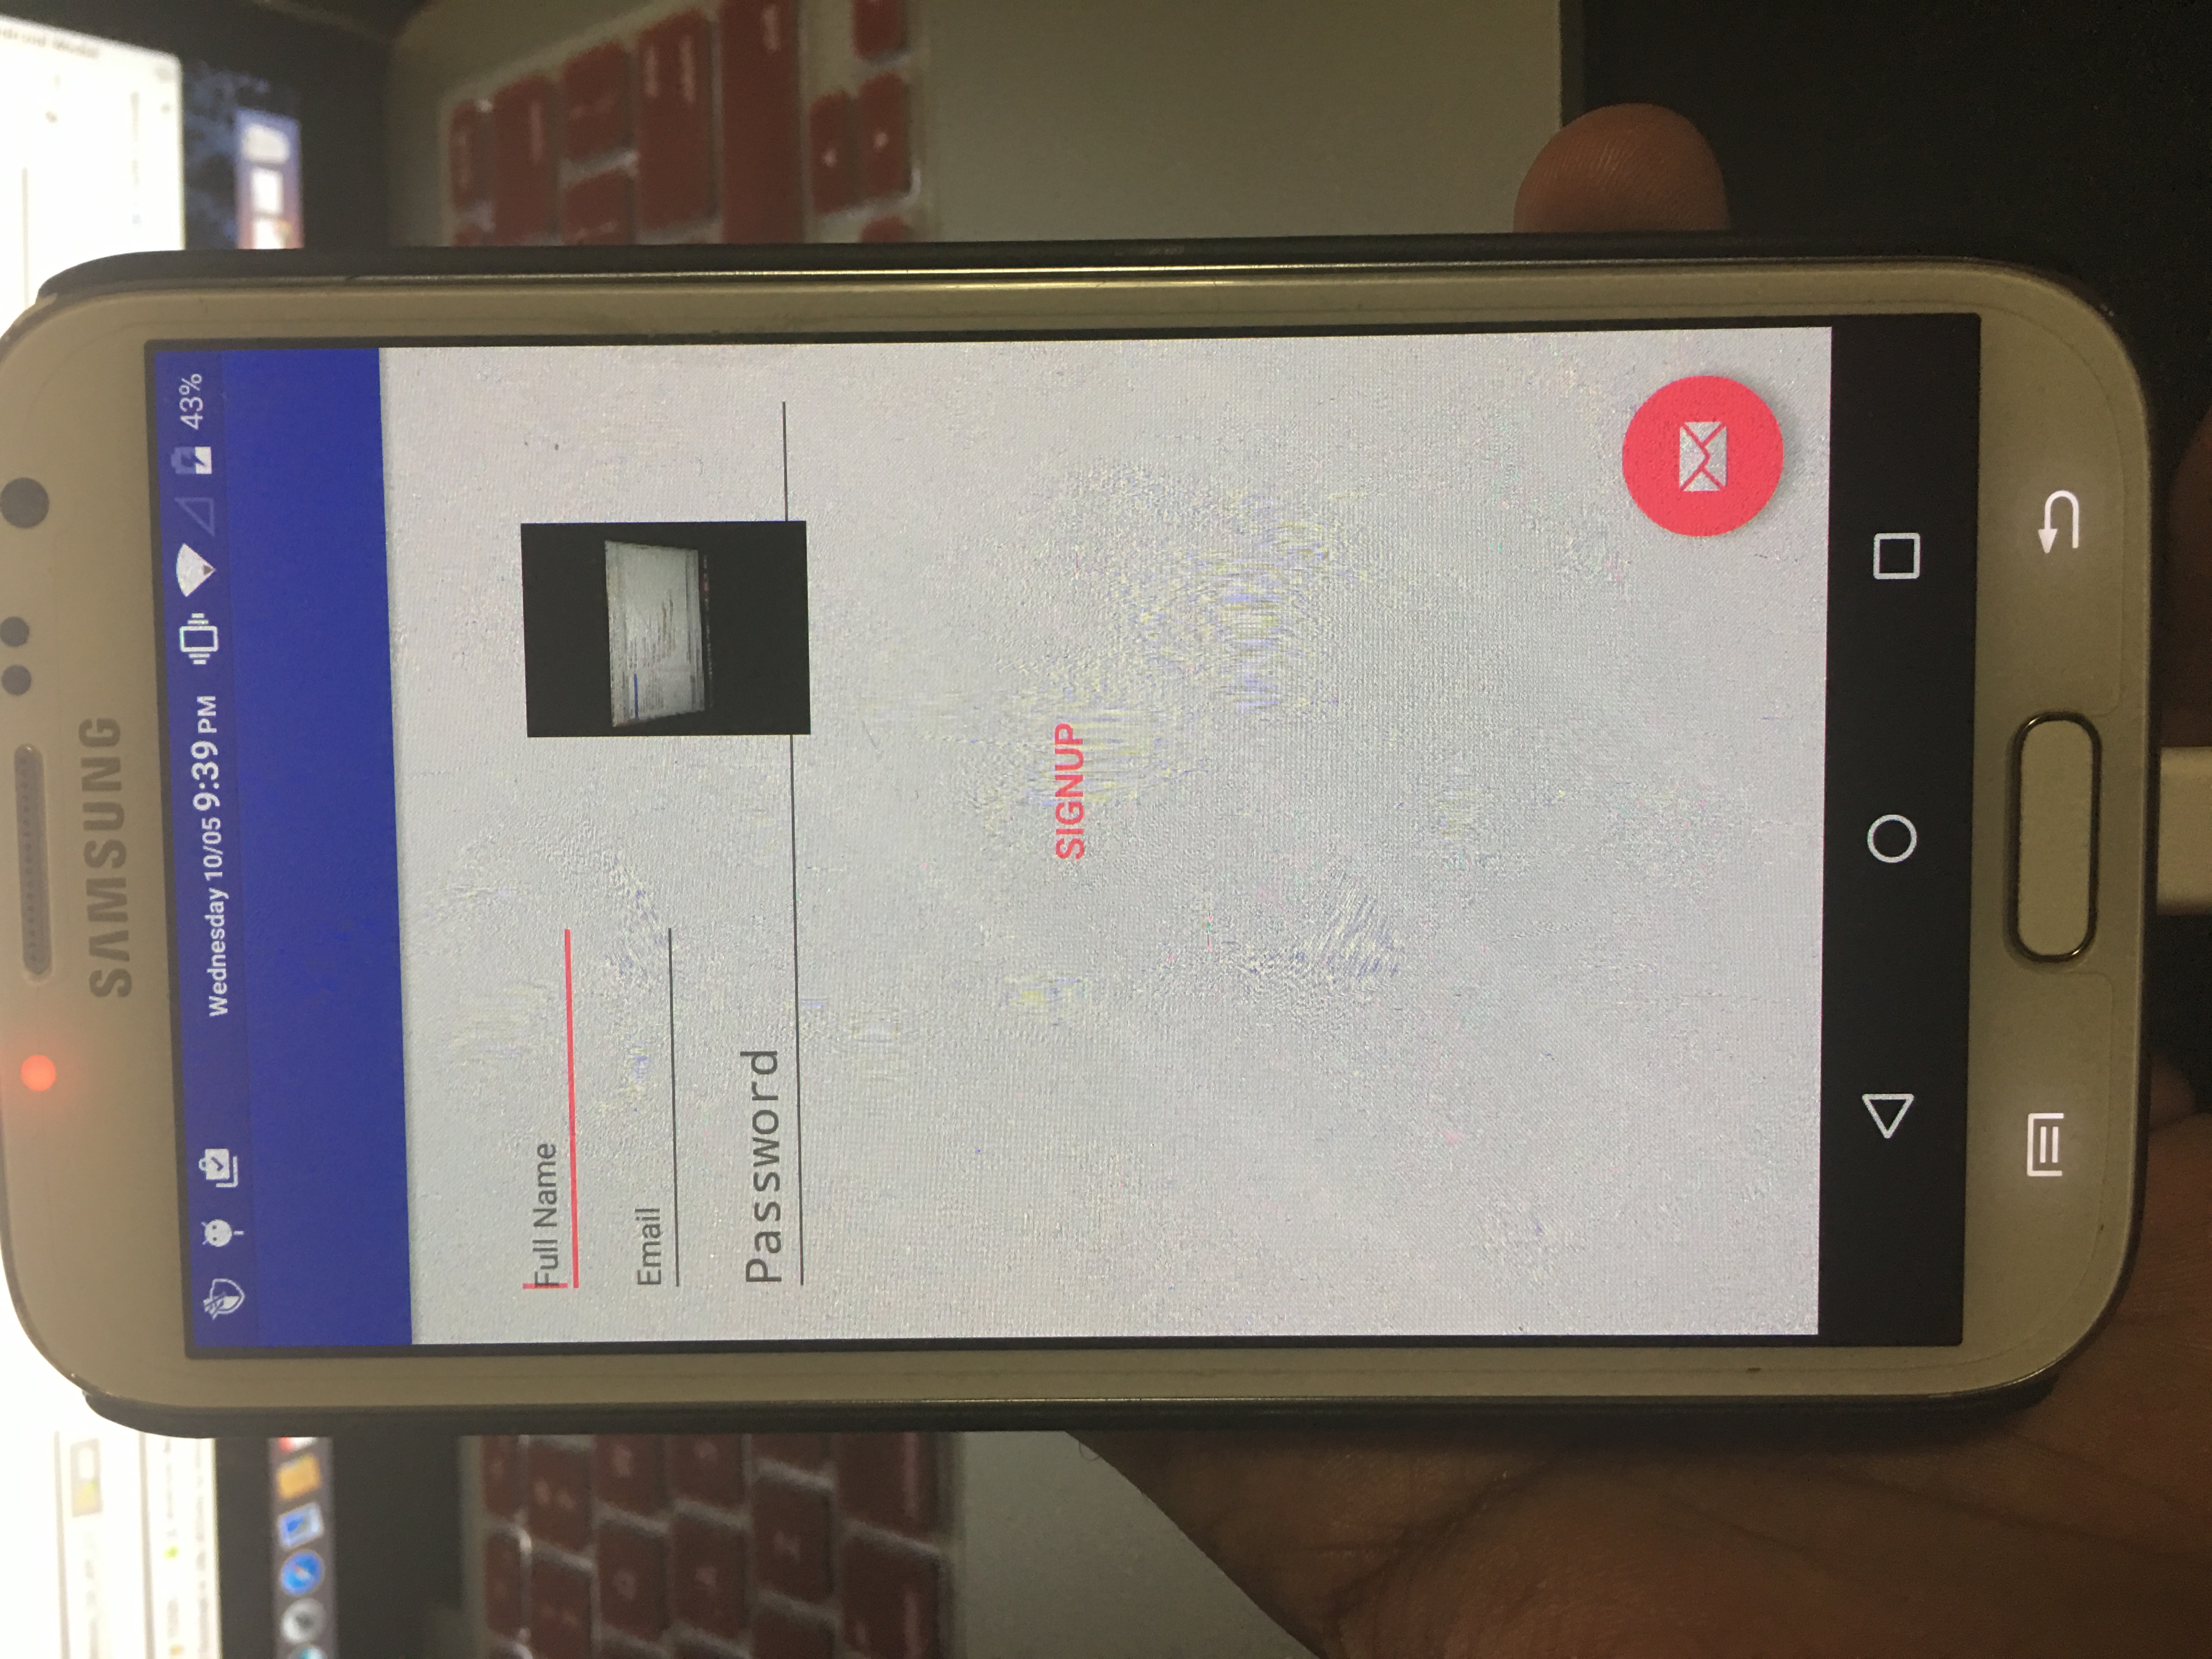 SAMSUNG
Wednesday 10/05 9:39 PM 43%
Full Name
Email
Password
SIGNUP